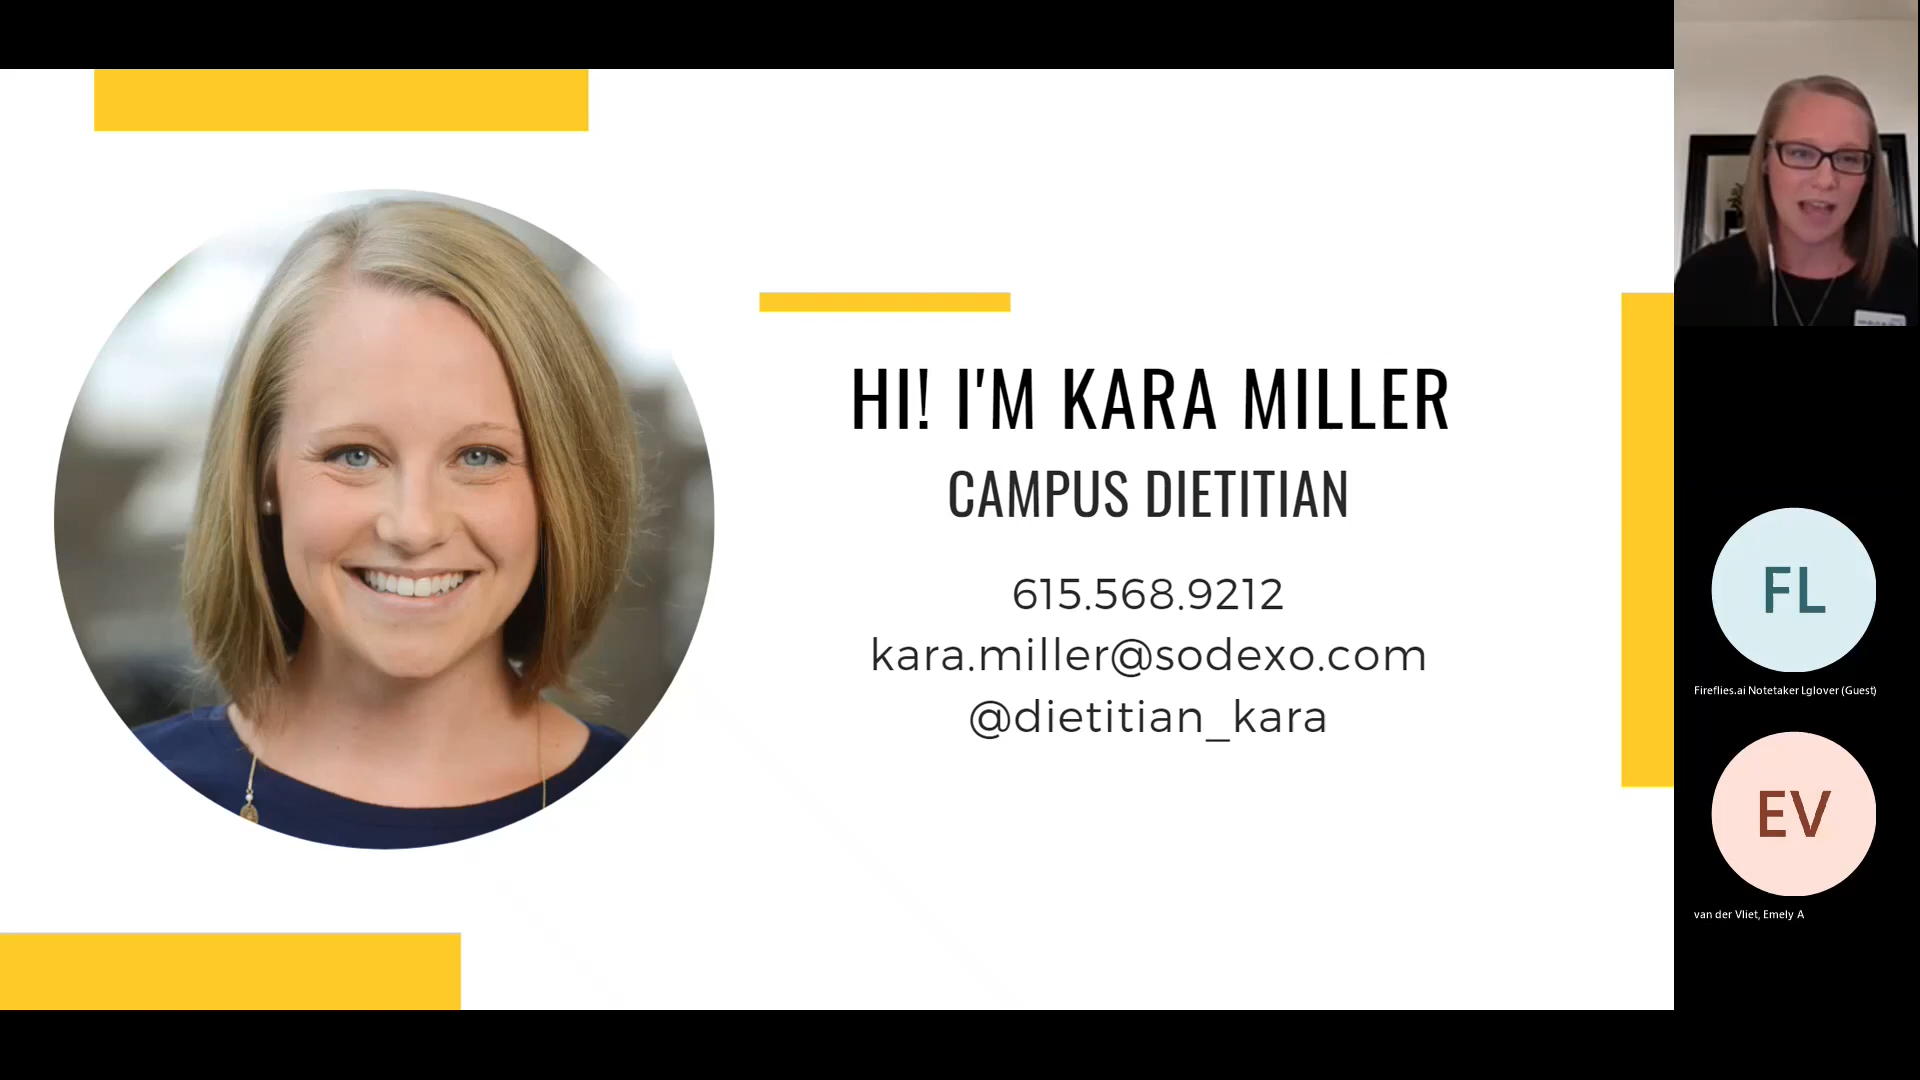 HI! I'M KARA MILLER
CAMPUS DIETITIAN
615.568.9212
kara.miller@sodexo.com
@dietitian_kara
FL
Fireflies.ai Notetaker Lglover (Guest)
EV
van der Vliet, Emely A